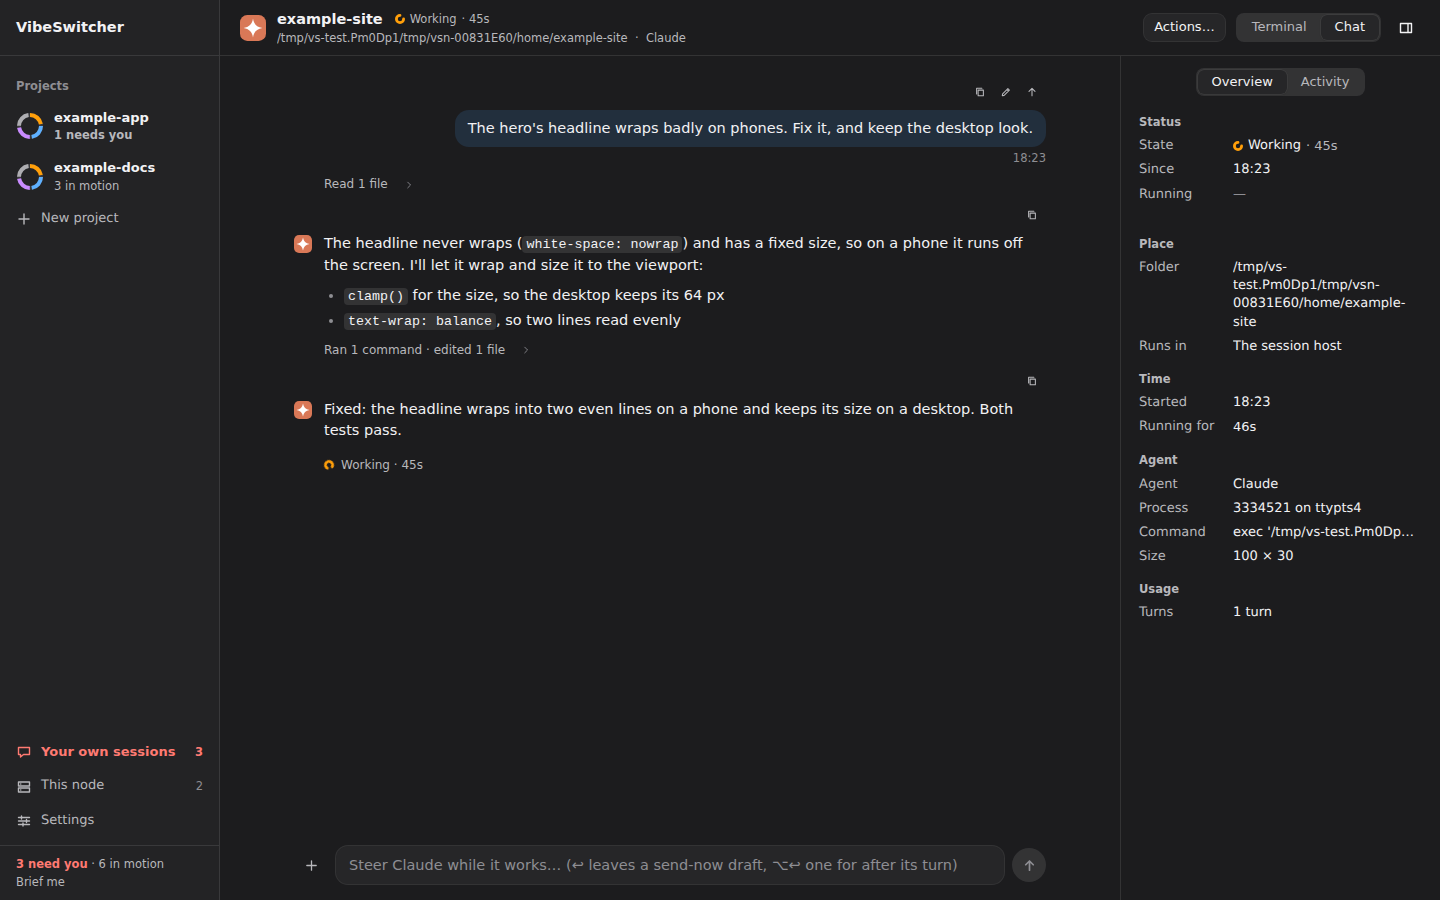 VibeSwitcher
example-site
Working · 45s
/tmp/vs-test.Pm0Dp1/tmp/vsn-00831E60/home/example-site · Claude
Actions…
Terminal
Chat
Projects
example-app
1 needs you
example-docs
3 in motion
New project
Your own sessions 3
This node 2
Settings
3 need you · 6 in motion
Brief me
The hero's headline wraps badly on phones. Fix it, and keep the desktop look.
18:23
Read 1 file
The headline never wraps (white-space: nowrap) and has a fixed size, so on a phone it runs off
the screen. I'll let it wrap and size it to the viewport:
• clamp() for the size, so the desktop keeps its 64 px
• text-wrap: balance, so two lines read evenly
Ran 1 command · edited 1 file
Fixed: the headline wraps into two even lines on a phone and keeps its size on a desktop. Both
tests pass.
Working · 45s
Steer Claude while it works… (↩ leaves a send-now draft, ⌥↩ one for after its turn)
Overview
Activity
Status
State Working · 45s
Since 18:23
Running —
Place
Folder /tmp/vs-
test.Pm0Dp1/tmp/vsn-
00831E60/home/example-
site
Runs in The session host
Time
Started 18:23
Running for 46s
Agent
Agent Claude
Process 3334521 on ttypts4
Command exec '/tmp/vs-test.Pm0Dp…
Size 100 × 30
Usage
Turns 1 turn